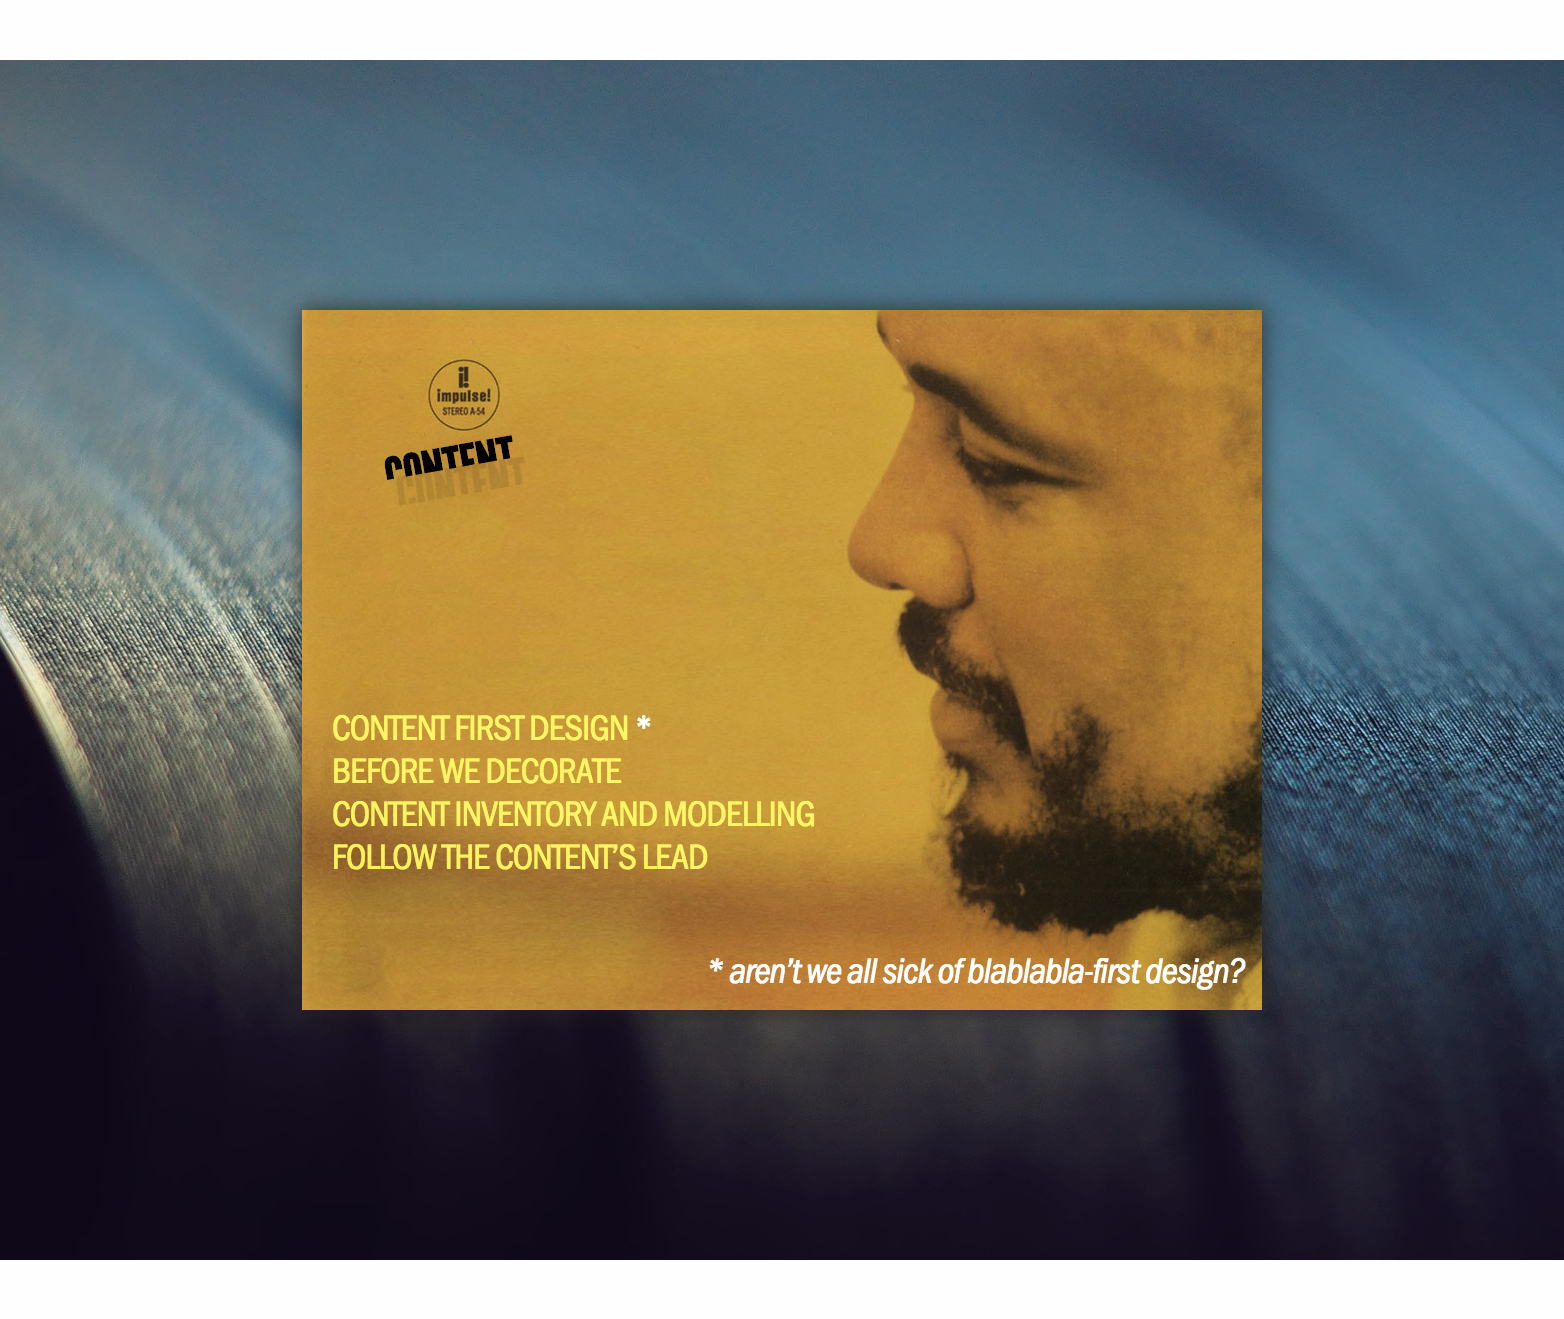 i!
impulse!
STEREO A-54
CONTENT
CONTENT
CONTENT FIRST DESIGN *
BEFORE WE DECORATE
CONTENT INVENTORY AND MODELLING
FOLLOW THE CONTENT’S LEAD
* aren’t we all sick of blablabla-first design?